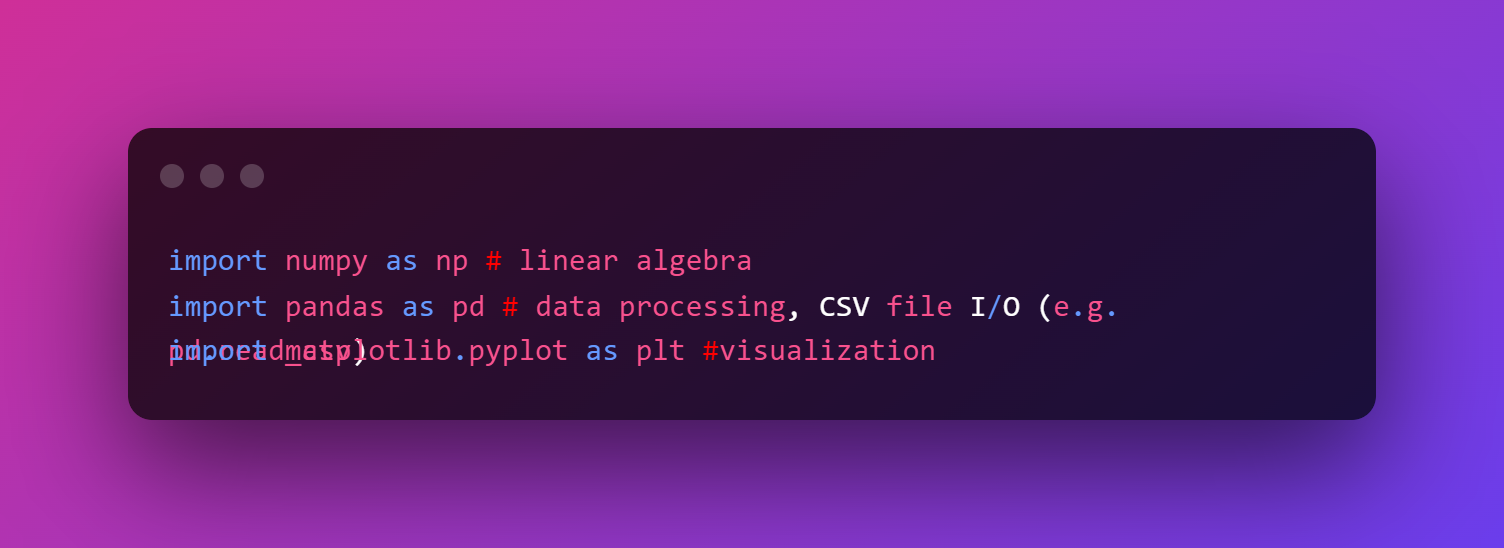 import numpy as np # linear algebra
import pandas as pd # data processing, CSV file I/O (e.g.
pd.read_csv)
import matplotlib.pyplot as plt #visualization